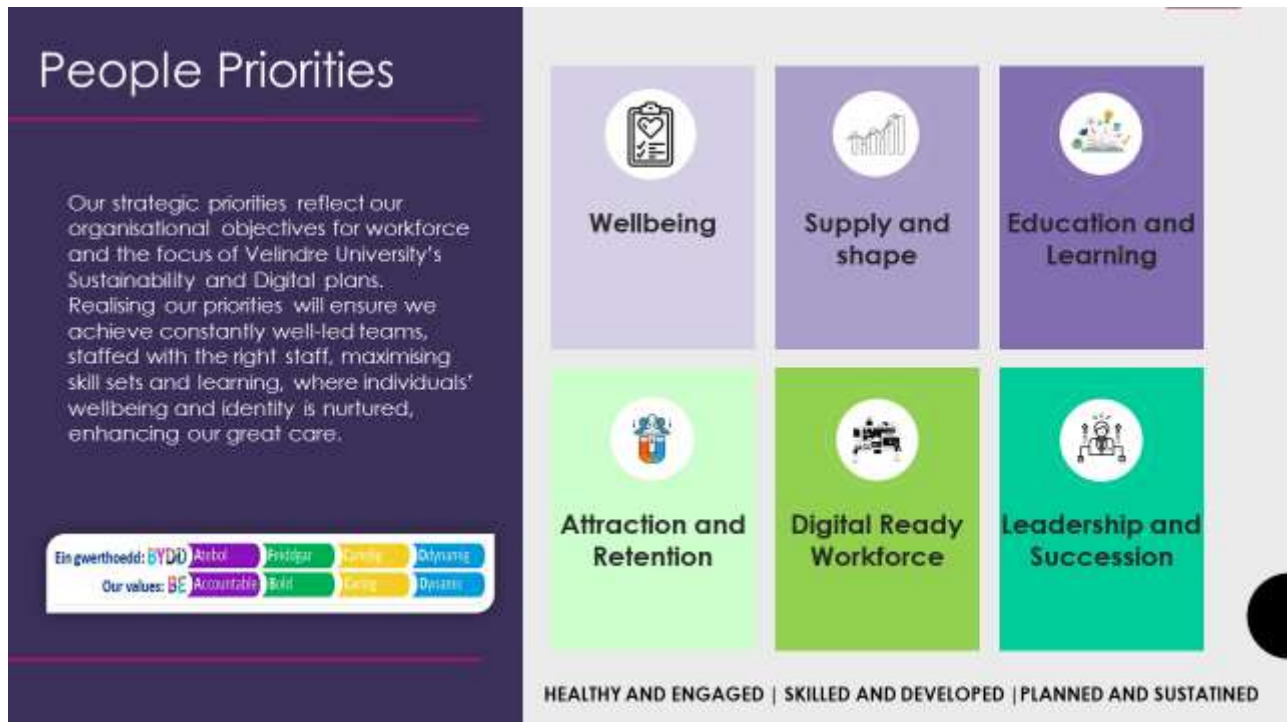 People Priorities
Our strategic priorities reflect our
organisational objectives for workforce
and the focus of Velindre University's
Sustainability and Digital plans.
Realising our priorities will ensure we
achieve constantly well-led teams,
staffed with the right staff, maximising
skill sets and learning, where individuals'
wellbeing and identity is nurtured,
enhancing our great care.
Ein gwerthoedd: BYDD Atebol Ddynamig
Our values: BE Accountable Bold Caring Dynamic
Wellbeing
Supply and
shape
Education and
Learning
Attraction and
Retention
Digital Ready
Workforce
Leadership and
Succession
HEALTHY AND ENGAGED | SKILLED AND DEVELOPED |PLANNED AND SUSTATINED